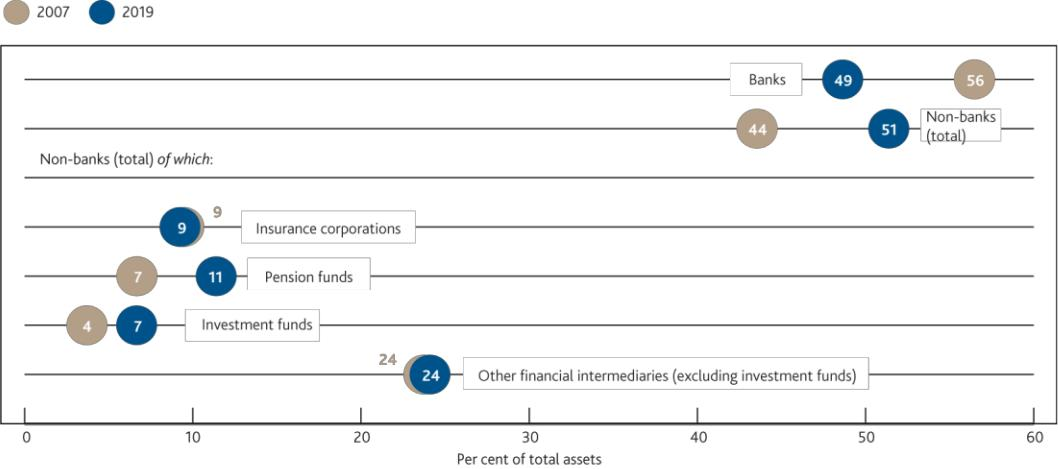 2007 2019
Banks 49 56
44 51 Non-banks
(total)
Non-banks (total) of which:
9 9 Insurance corporations
7 11 Pension funds
4 7 Investment funds
24 24 Other financial intermediaries (excluding investment funds)
0 10 20 30 40 50 60
Per cent of total assets